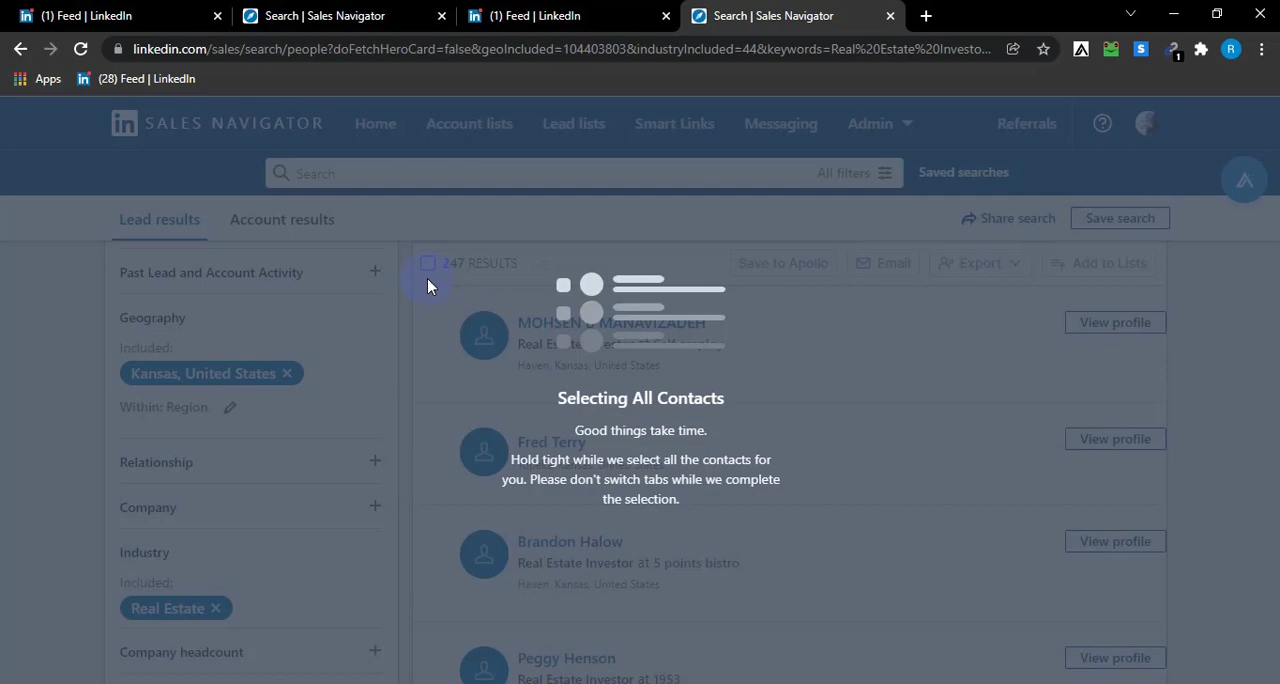 (1) Feed | LinkedIn
Search | Sales Navigator
(1) Feed | LinkedIn
Search | Sales Navigator
linkedin.com/sales/search/people?doFetchHeroCard=false&geoIncluded=104403803&industryIncluded=44&keywords=Real%20Estate%20Investo...
1
R
Apps
(28) Feed | LinkedIn
in SALES NAVIGATOR
Home
Account lists
Lead lists
Smart Links
Messaging
Admin
Referrals
Search
All filters
Saved searches
Lead results
Account results
Share search
Save search
Past Lead and Account Activity
Geography
Included:
Kansas, United States
Within: Region
Relationship
Company
Industry
Included:
Real Estate
Company headcount
247 RESULTS
Save to Apollo
Email
Export
Add to Lists
MOHSEN B MANAVIZADEH
Real Estate Investor at Self employ
Haven, Kansas, United States
View profile
Selecting All Contacts
Good things take time.
Hold tight while we select all the contacts for
you. Please don't switch tabs while we complete
the selection.
Fred Terry
View profile
Brandon Halow
Real Estate Investor at 5 points bistro
Haven, Kansas, United States
View profile
Peggy Henson
Real Estate Investor at 1953
View profile